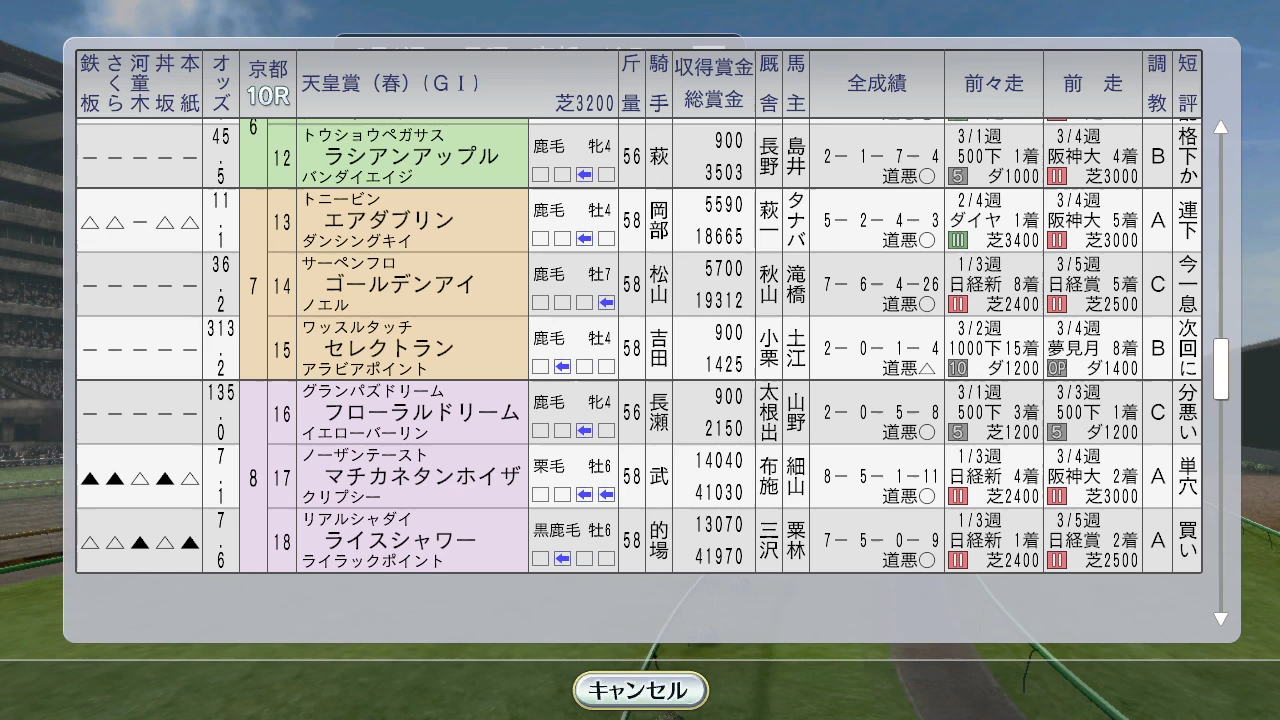 鉄板 さくら 河童木 丼坂 本紙 オッズ 京都 10R 天皇賞（春）(GⅠ) 芝3200 斤量 騎手 収得賞金 総賞金 厩舎 馬主 全成績 前々走 前 走 調教 短評
6
－ － － － － 45.5 12 トウショウペガサス
ラシアンアップル
バンダイエイジ
鹿毛 牝4 56 萩 900 3503 長野 島井 2－ 1－ 7－ 4 道悪○
3/1週 500下 1着 5 ダ1000
3/4週 阪神大 4着 II 芝3000 B 格下か
△ △ － △ △ 11.1 13 トニービン
エアダブリン
ダンシングキイ
鹿毛 牡4 58 岡部 5590 18665 萩一 タナバ 5－ 2－ 4－ 3 道悪○
2/4週 ダイヤ 1着 III 芝3400
3/4週 阪神大 5着 II 芝3000 A 連下
－ － － － － 36.2 7 14 サーペンフロ
ゴールデンアイ
ノエル
鹿毛 牡7 58 松山 5700 19312 秋山 滝橋 7－ 6－ 4－26 道悪○
1/3週 日経新 8着 II 芝2400
3/5週 日経賞 5着 II 芝2500 C 今一息
－ － － － － 313.2 15 ワッスルタッチ
セレクトラン
アラビアポイント
鹿毛 牡4 58 吉田 900 1425 小栗 土江 2－ 0－ 1－ 4 道悪△
3/2週 1000下15着 10 ダ1200
3/4週 夢見月 8着 OP ダ1400 B 次回に
－ － － － － 135.0 16 グランパズドリーム
フローラルドリーム
イエローバーリン
鹿毛 牝4 56 長瀬 900 2150 太根出 山野 2－ 0－ 5－ 8 道悪○
3/1週 500下 3着 5 芝1200
3/3週 500下 1着 5 ダ1200 C 分悪い
▲ ▲ △ ▲ △ 7.1 8 17 ノーザンテースト
マチカネタンホイザ
クリプシー
栗毛 牡6 58 武 14040 41030 布施 細山 8－ 5－ 1－11 道悪○
1/3週 日経新 4着 II 芝2400
3/4週 阪神大 2着 II 芝3000 A 単穴
△ △ ▲ △ ▲ 7.6 18 リアルシャダイ
ライスシャワー
ライラックポイント
黒鹿毛 牡6 58 的場 13070 41970 三沢 栗林 7－ 5－ 0－ 9 道悪○
1/3週 日経新 1着 II 芝2400
3/5週 日経賞 2着 II 芝2500 A 買い
キャンセル